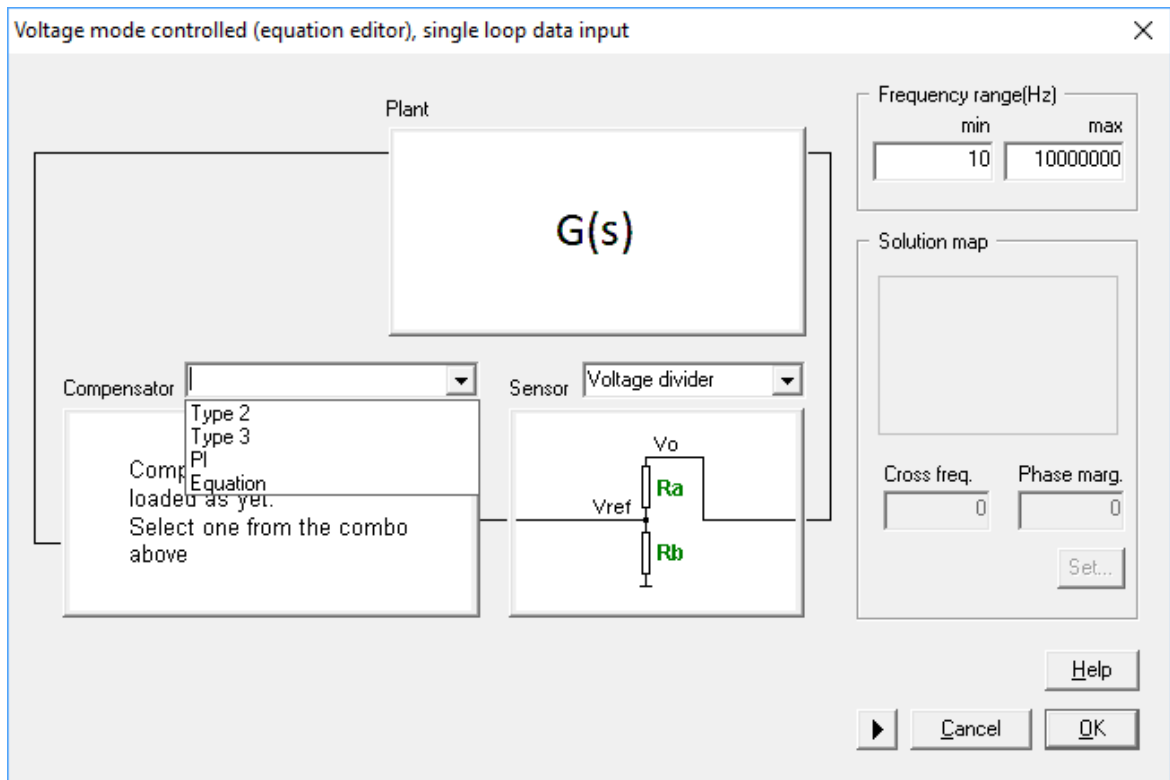 Voltage mode controlled (equation editor), single loop data input
Plant
G(s)
Frequency range(Hz)
min
max
10
10000000
Solution map
Cross freq.
Phase marg.
0
0
Set...
Compensator
Type 2
Type 3
PI
Equation
Comp
loaded as yet.
Select one from the combo
above
Sensor
Voltage divider
Vo
Ra
Vref
Rb
Help
Cancel
OK